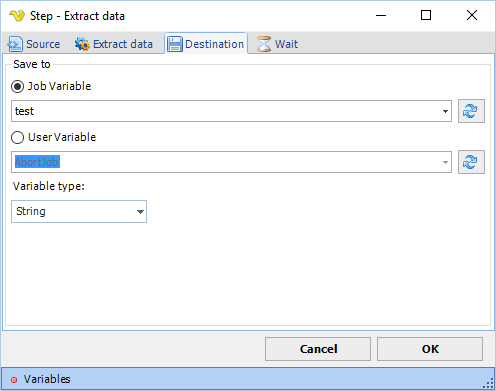 Step - Extract data
Source Extract data Destination Wait
Save to
Job Variable
test
User Variable
AbortJob
Variable type:
String
Cancel OK
Variables